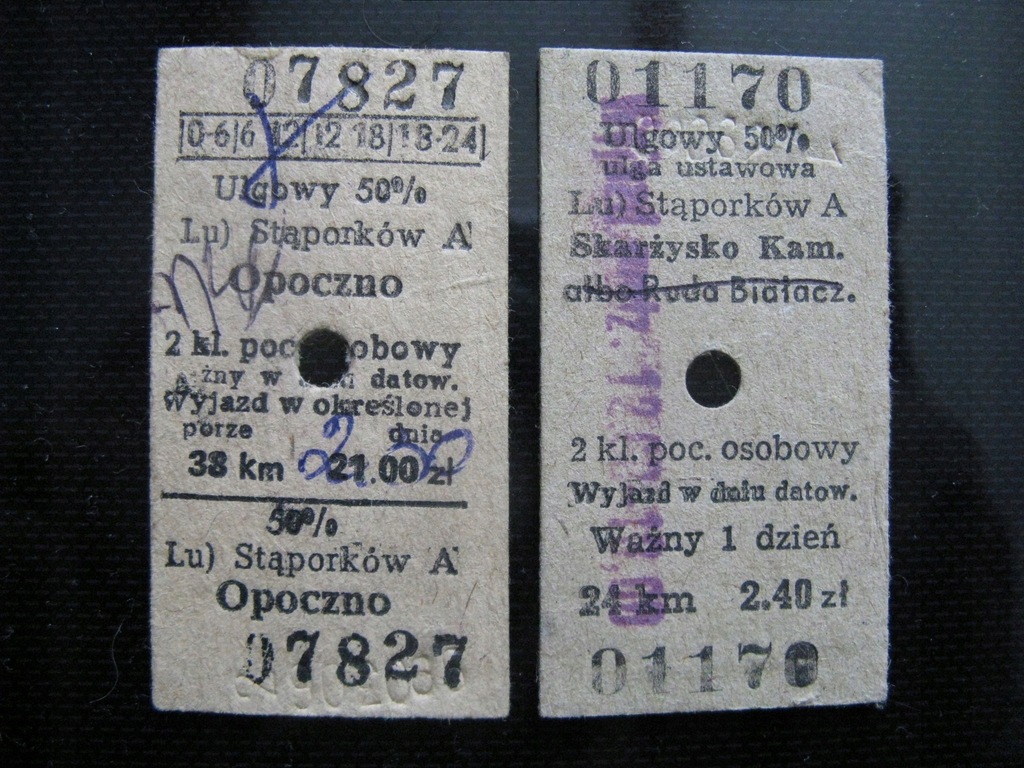 07827
|0-6|6-12|12 18|18-24|
Ulgowy 50%
Lu) Stąporków A
Opoczno
2 kl. poc. osobowy
żny w datow.
Wyjazd w określonej
porze dnia
38 km 21.00 zł
50%
Lu) Stąporków A
Opoczno
07827
01170
Ulgowy 50%
ulga ustawowa
Lu) Stąporków A
Skarżysko Kam.
albo Ruda Białacz.
2 kl. poc. osobowy
Wyjazd w dniu datow.
Ważny 1 dzień
24 km 2.40 zł
01170